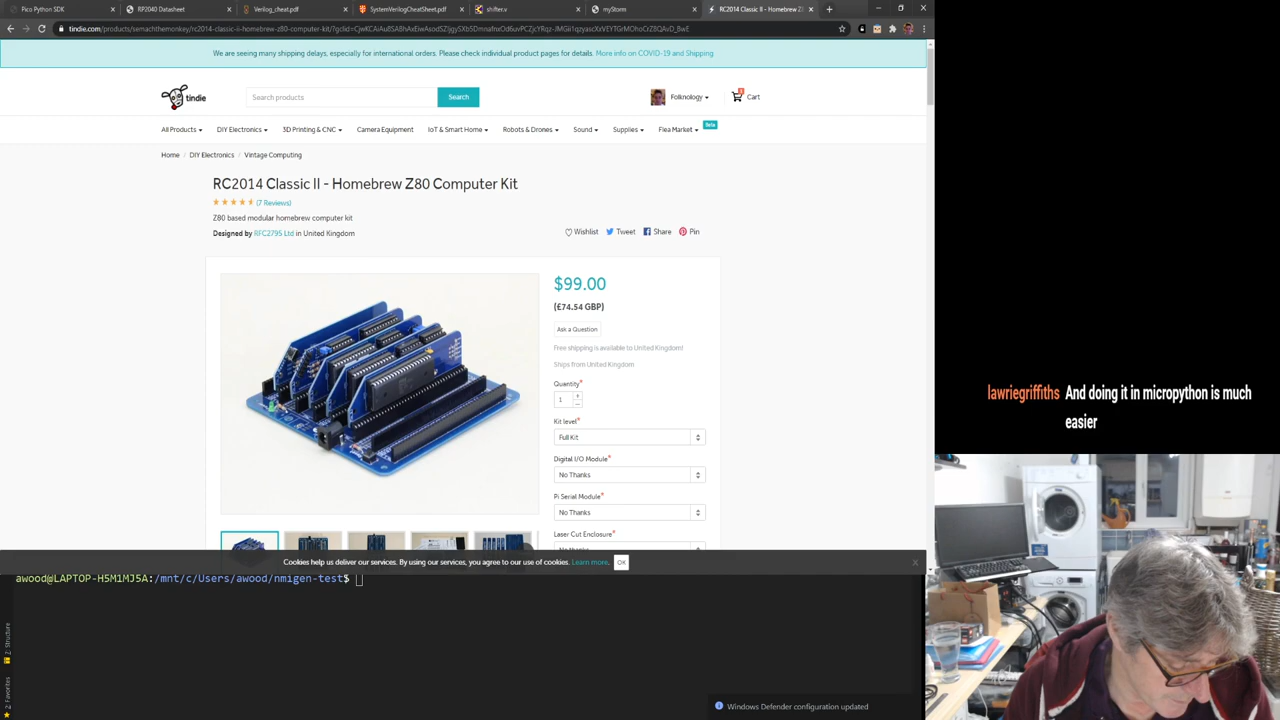 Pico Python SDK
RP2040 Datasheet
Verilog_cheat.pdf
SystemVerilogCheatSheet.pdf
shifter.v
myStorm
RC2014 Classic II - Homebrew Z
We are seeing many shipping delays, especially for international orders. Please check individual product pages for details. More info on COVID-19 and Shipping
tindie
Search products
Search
Folknology
Cart
All Products
DIY Electronics
3D Printing & CNC
Camera Equipment
IoT & Smart Home
Robots & Drones
Sound
Supplies
Flea Market
Beta
Home / DIY Electronics / Vintage Computing
RC2014 Classic II - Homebrew Z80 Computer Kit
(7 Reviews)
Z80 based modular homebrew computer kit
Designed by RFC2795 Ltd in United Kingdom
Wishlist
Tweet
Share
Pin
$99.00
(£74.54 GBP)
Ask a Question
Free shipping is available to United Kingdom!
Ships from United Kingdom
Quantity*
1
Kit level*
Full Kit
Digital I/O Module*
No Thanks
Pi Serial Module*
No Thanks
Laser Cut Enclosure*
Cookies help us deliver our services. By using our services, you agree to our use of cookies. Learn more.
OK
x
awood@LAPTOP-H5M1MJ5A:/mnt/c/Users/awood/nmigen-test$
Z: Structure
2: Favorites
Windows Defender configuration updated
lawriegriffiths And doing it in micropython is much
easier